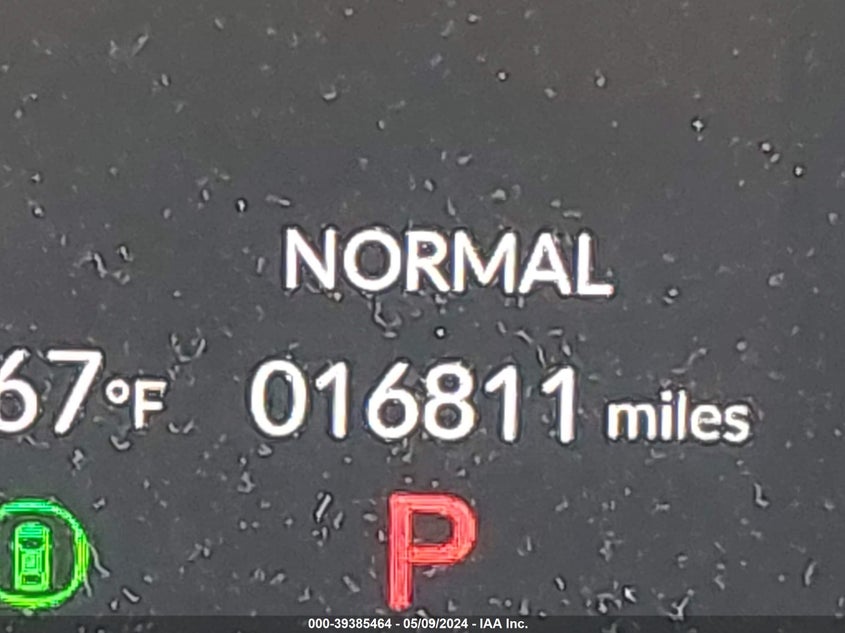 NORMAL
67°F 016811 miles
P
000-39385464 - 05/09/2024 - IAA Inc.